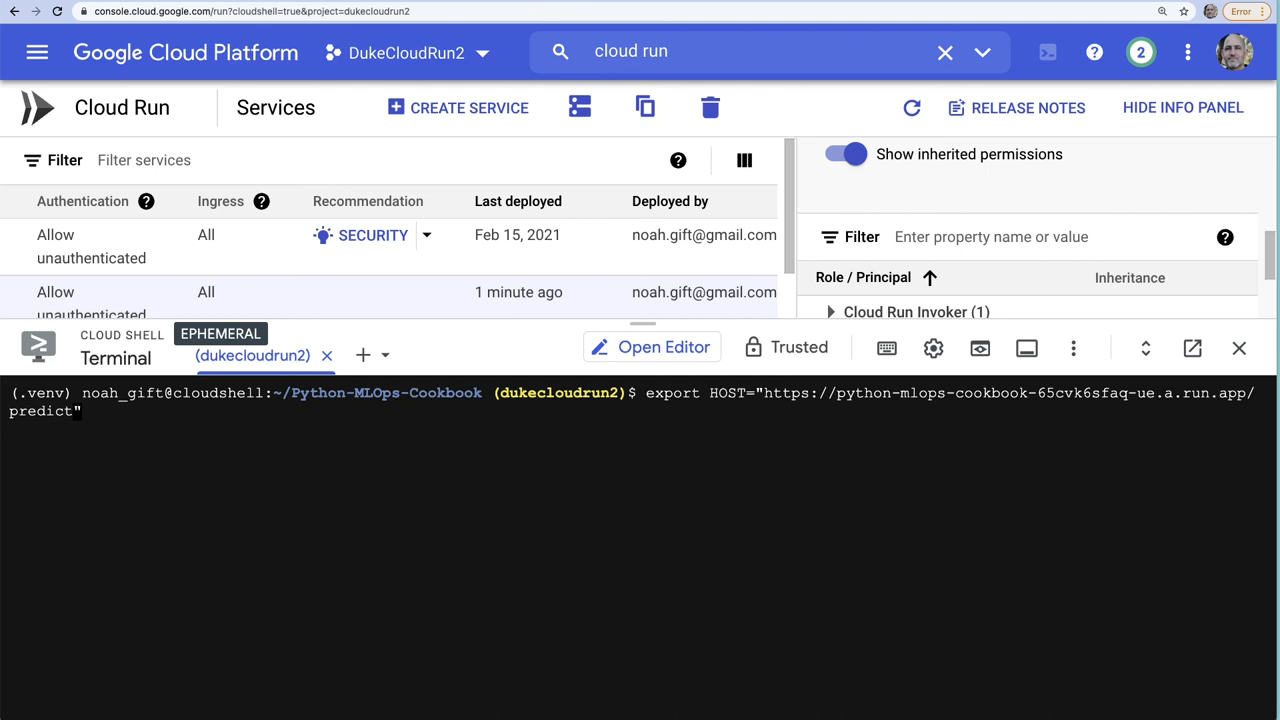 console.cloud.google.com/run?cloudshell=true&project=dukecloudrun2
Error
Google Cloud Platform
DukeCloudRun2
cloud run
2
Cloud Run
Services
CREATE SERVICE
RELEASE NOTES
HIDE INFO PANEL
Filter Filter services
Show inherited permissions
Authentication Ingress Recommendation Last deployed Deployed by
Allow unauthenticated All SECURITY Feb 15, 2021 noah.gift@gmail.com
Allow unauthenticated All 1 minute ago noah.gift@gmail.com
Filter Enter property name or value
Role / Principal Inheritance
Cloud Run Invoker (1)
CLOUD SHELL
Terminal
EPHEMERAL
(dukecloudrun2)
Open Editor
Trusted
(.venv) noah_gift@cloudshell:~/Python-MLOps-Cookbook (dukecloudrun2)$ export HOST="https://python-mlops-cookbook-65cvk6sfaq-ue.a.run.app/
predict"